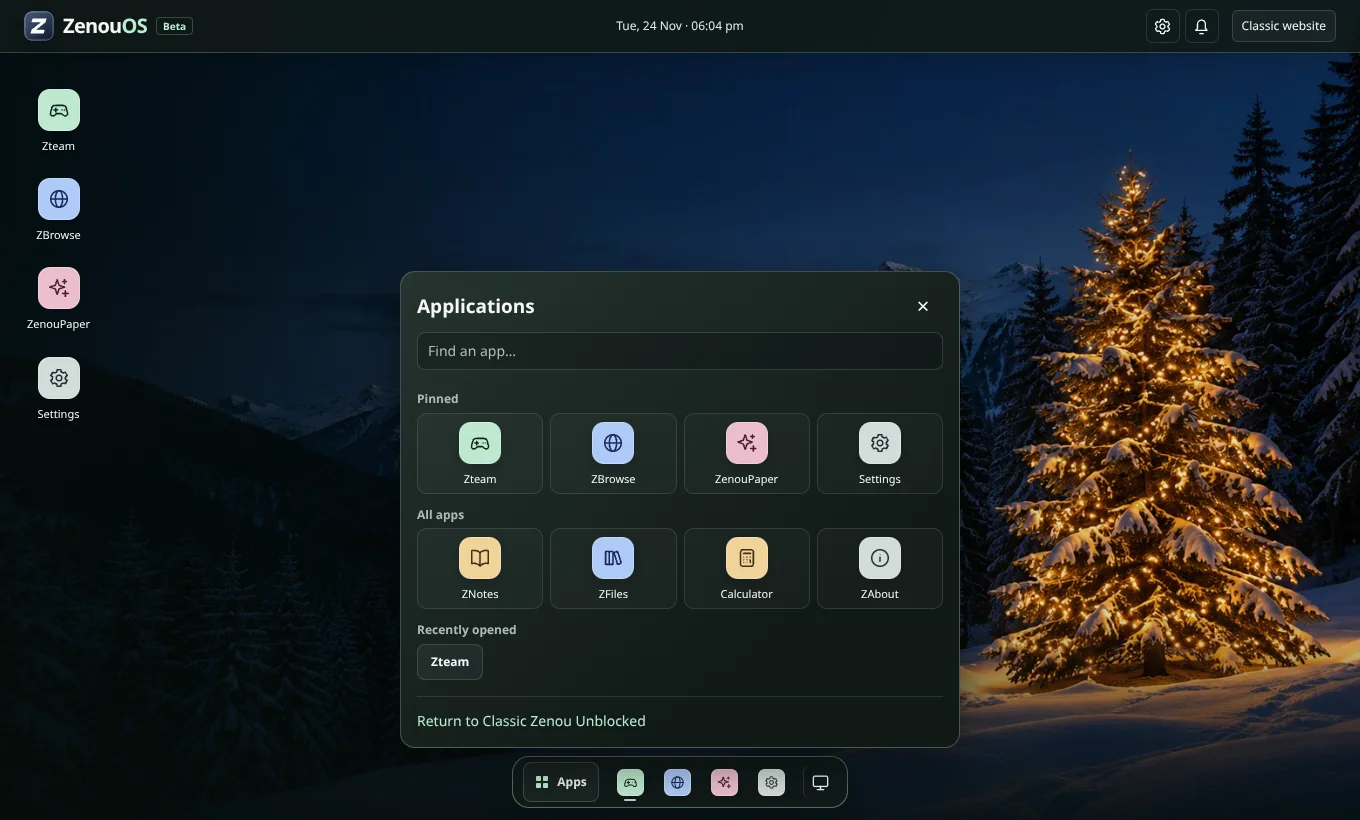 ZenouOS Beta
Tue, 24 Nov · 06:04 pm
Classic website
Zteam
ZBrowse
ZenouPaper
Settings
Applications
Find an app...
Pinned
Zteam
ZBrowse
ZenouPaper
Settings
All apps
ZNotes
ZFiles
Calculator
ZAbout
Recently opened
Zteam
Return to Classic Zenou Unblocked
Apps